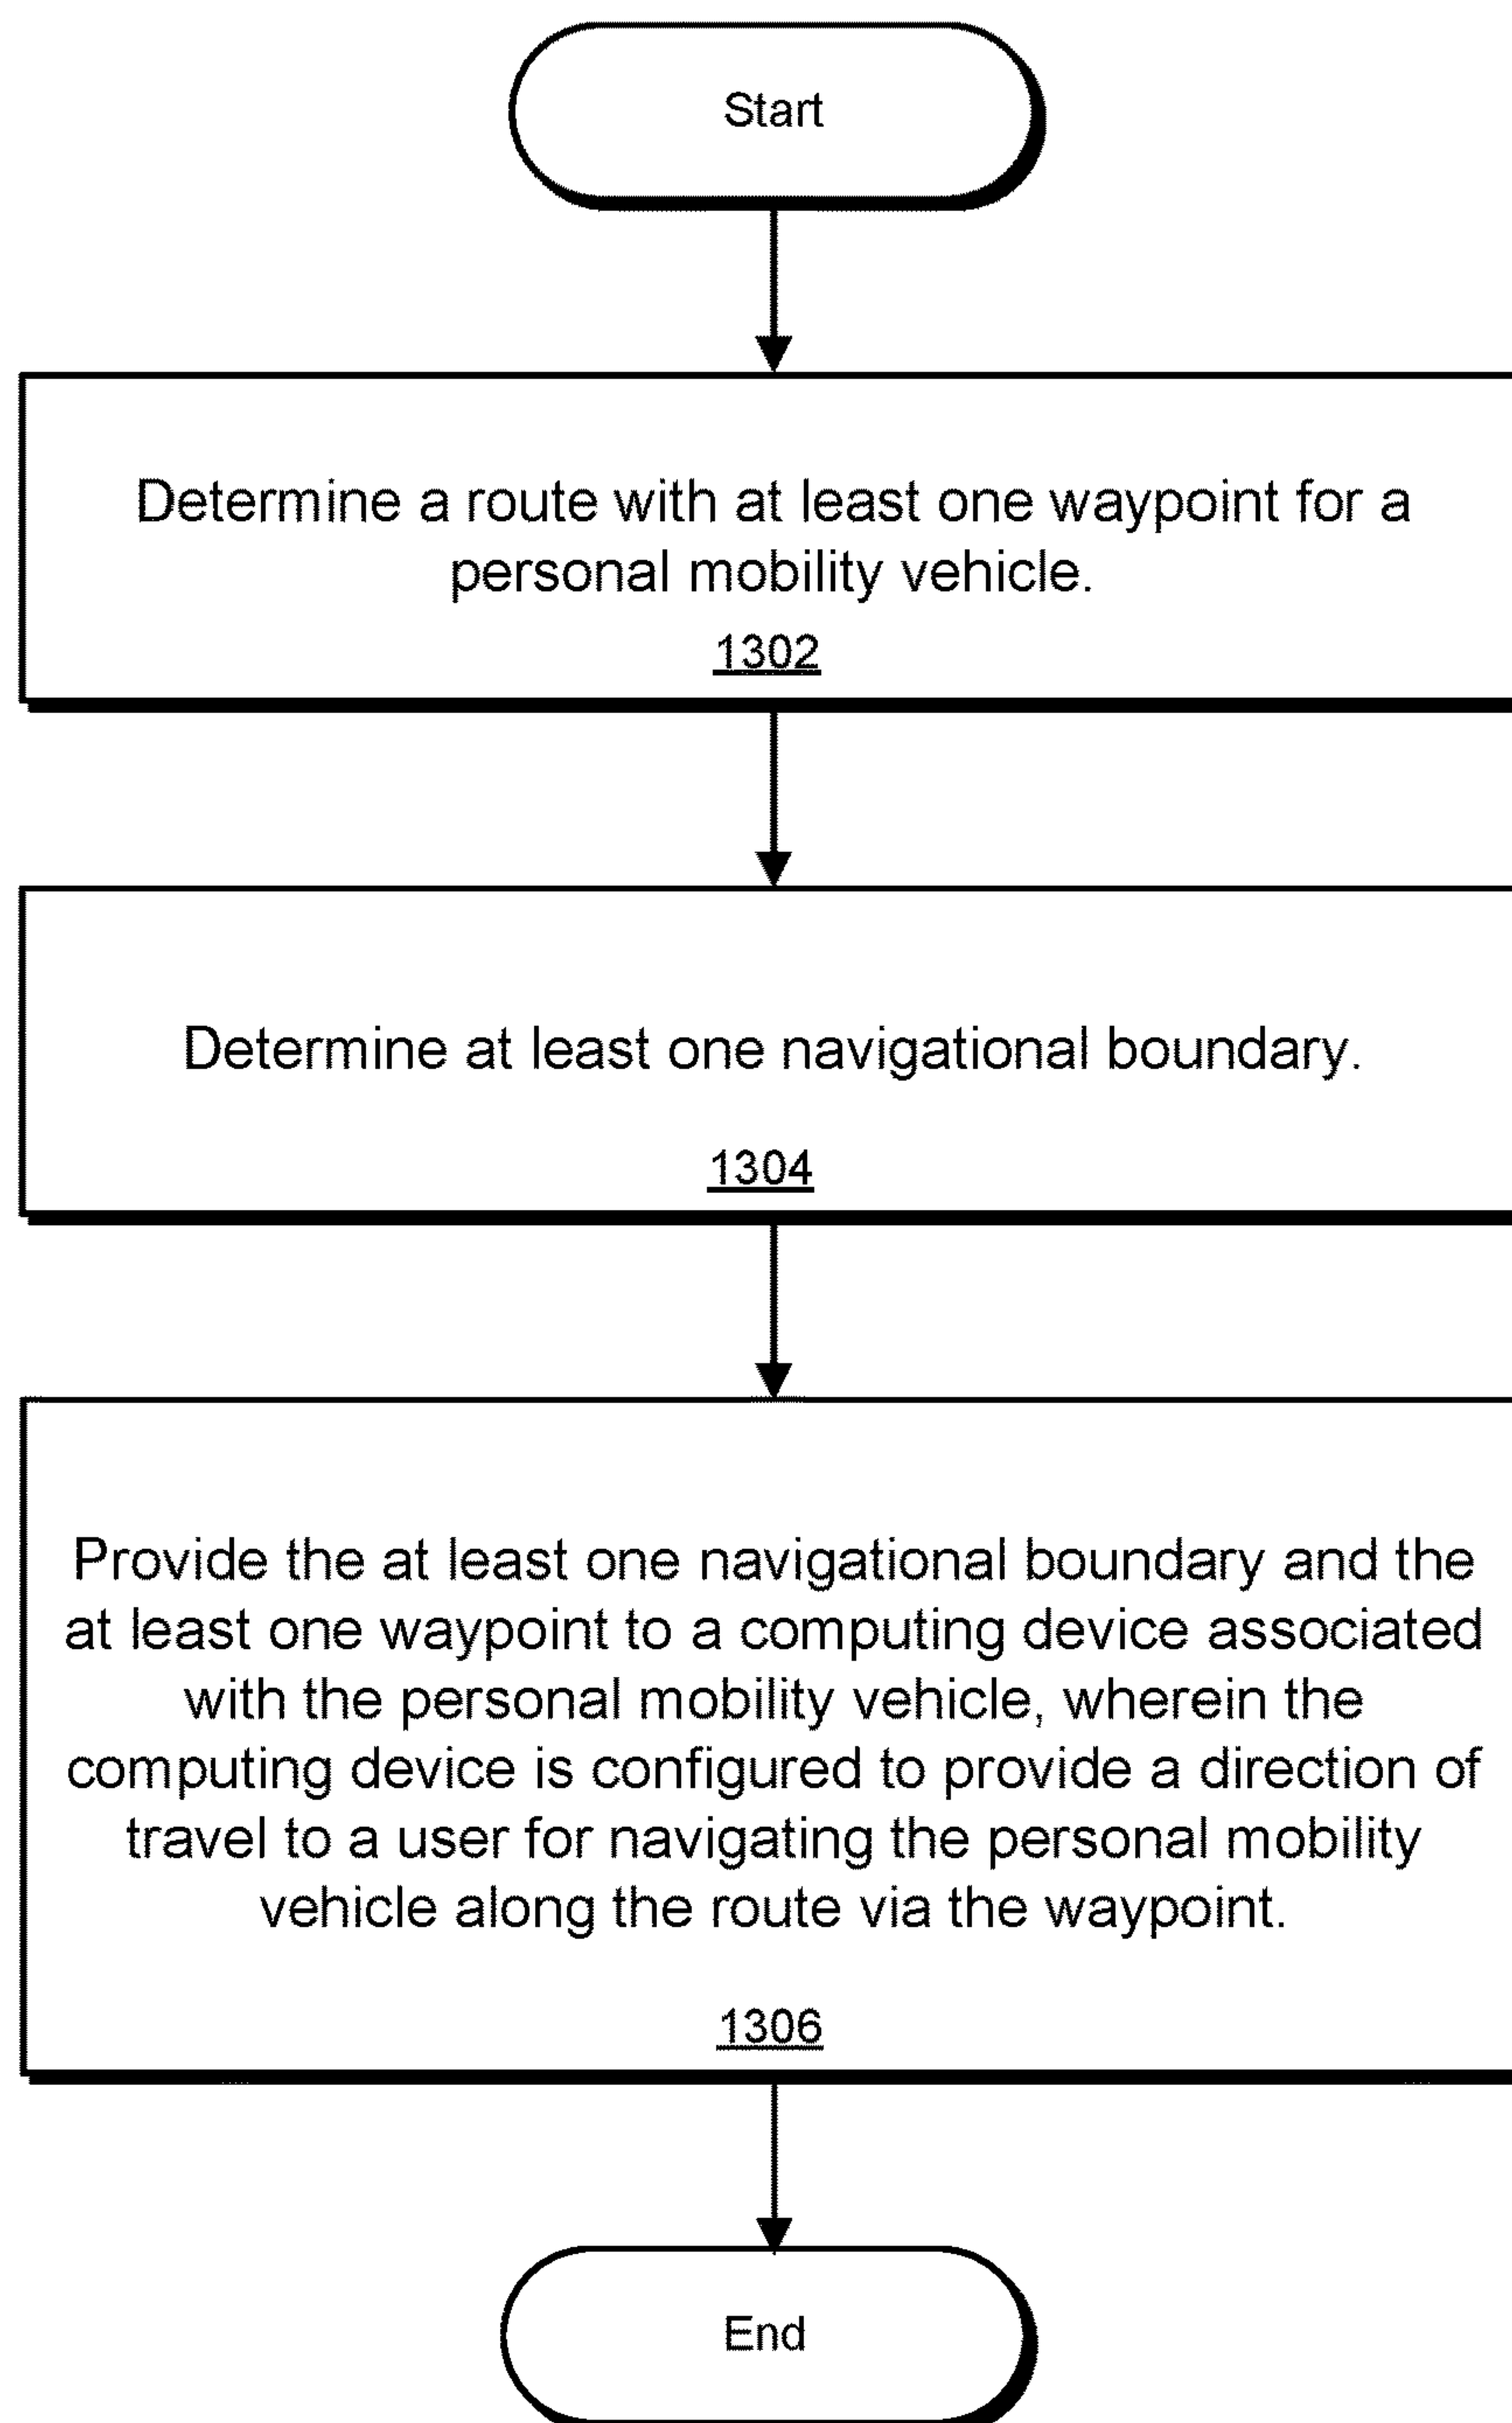 Start
Determine a route with at least one waypoint for a
personal mobility vehicle.
1302
Determine at least one navigational boundary.
1304
Provide the at least one navigational boundary and the
at least one waypoint to a computing device associated
with the personal mobility vehicle, wherein the
computing device is configured to provide a direction of
travel to a user for navigating the personal mobility
vehicle along the route via the waypoint.
1306
End